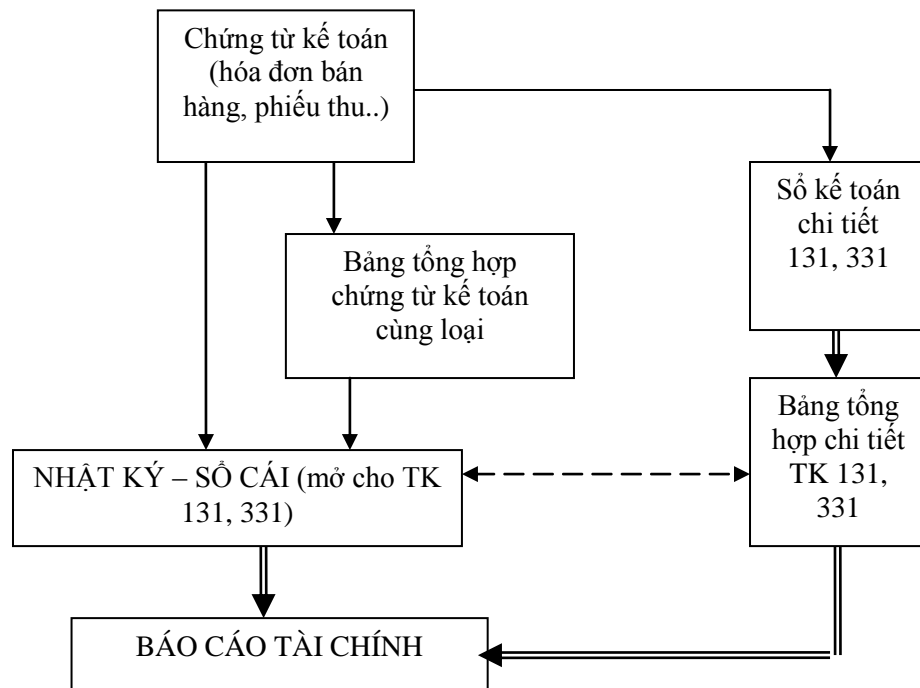 Chứng từ kế toán
(hóa đơn bán
hàng, phiếu thu..)
Sổ kế toán
chi tiết
131, 331
Bảng tổng hợp
chứng từ kế toán
cùng loại
Bảng tổng
hợp chi tiết
TK 131,
331
NHẬT KÝ – SỔ CÁI (mở cho TK
131, 331)
BÁO CÁO TÀI CHÍNH